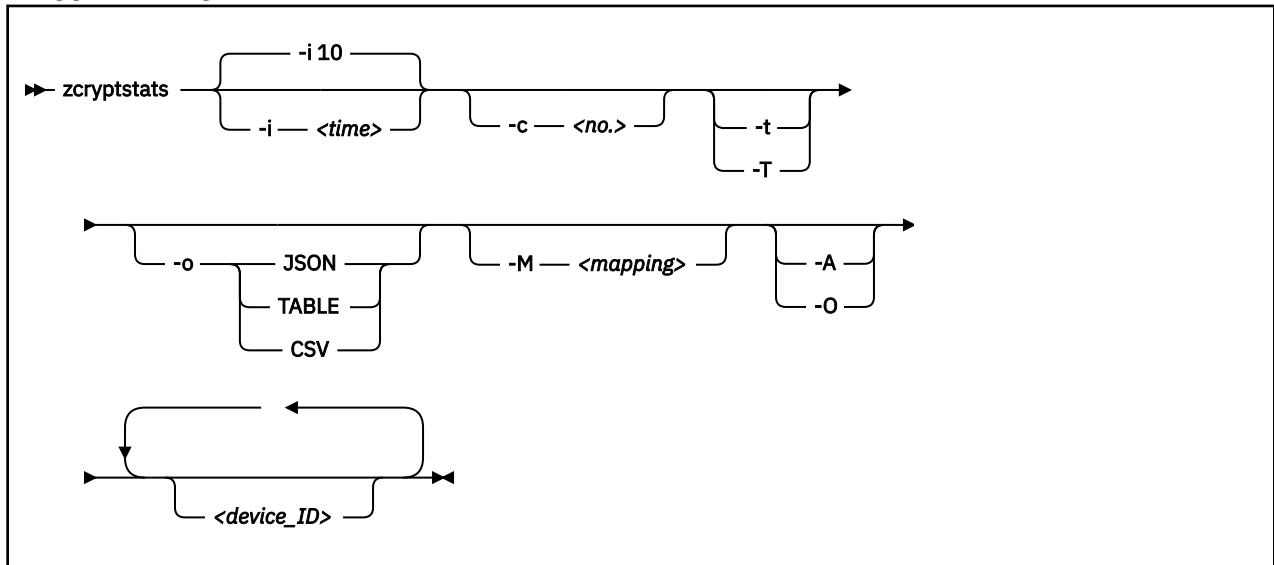 -i 10
zcryptstats
-i <time>
-c <no.>
-t
-T
-o JSON
TABLE
CSV
-M <mapping>
-A
-O
<device_ID>